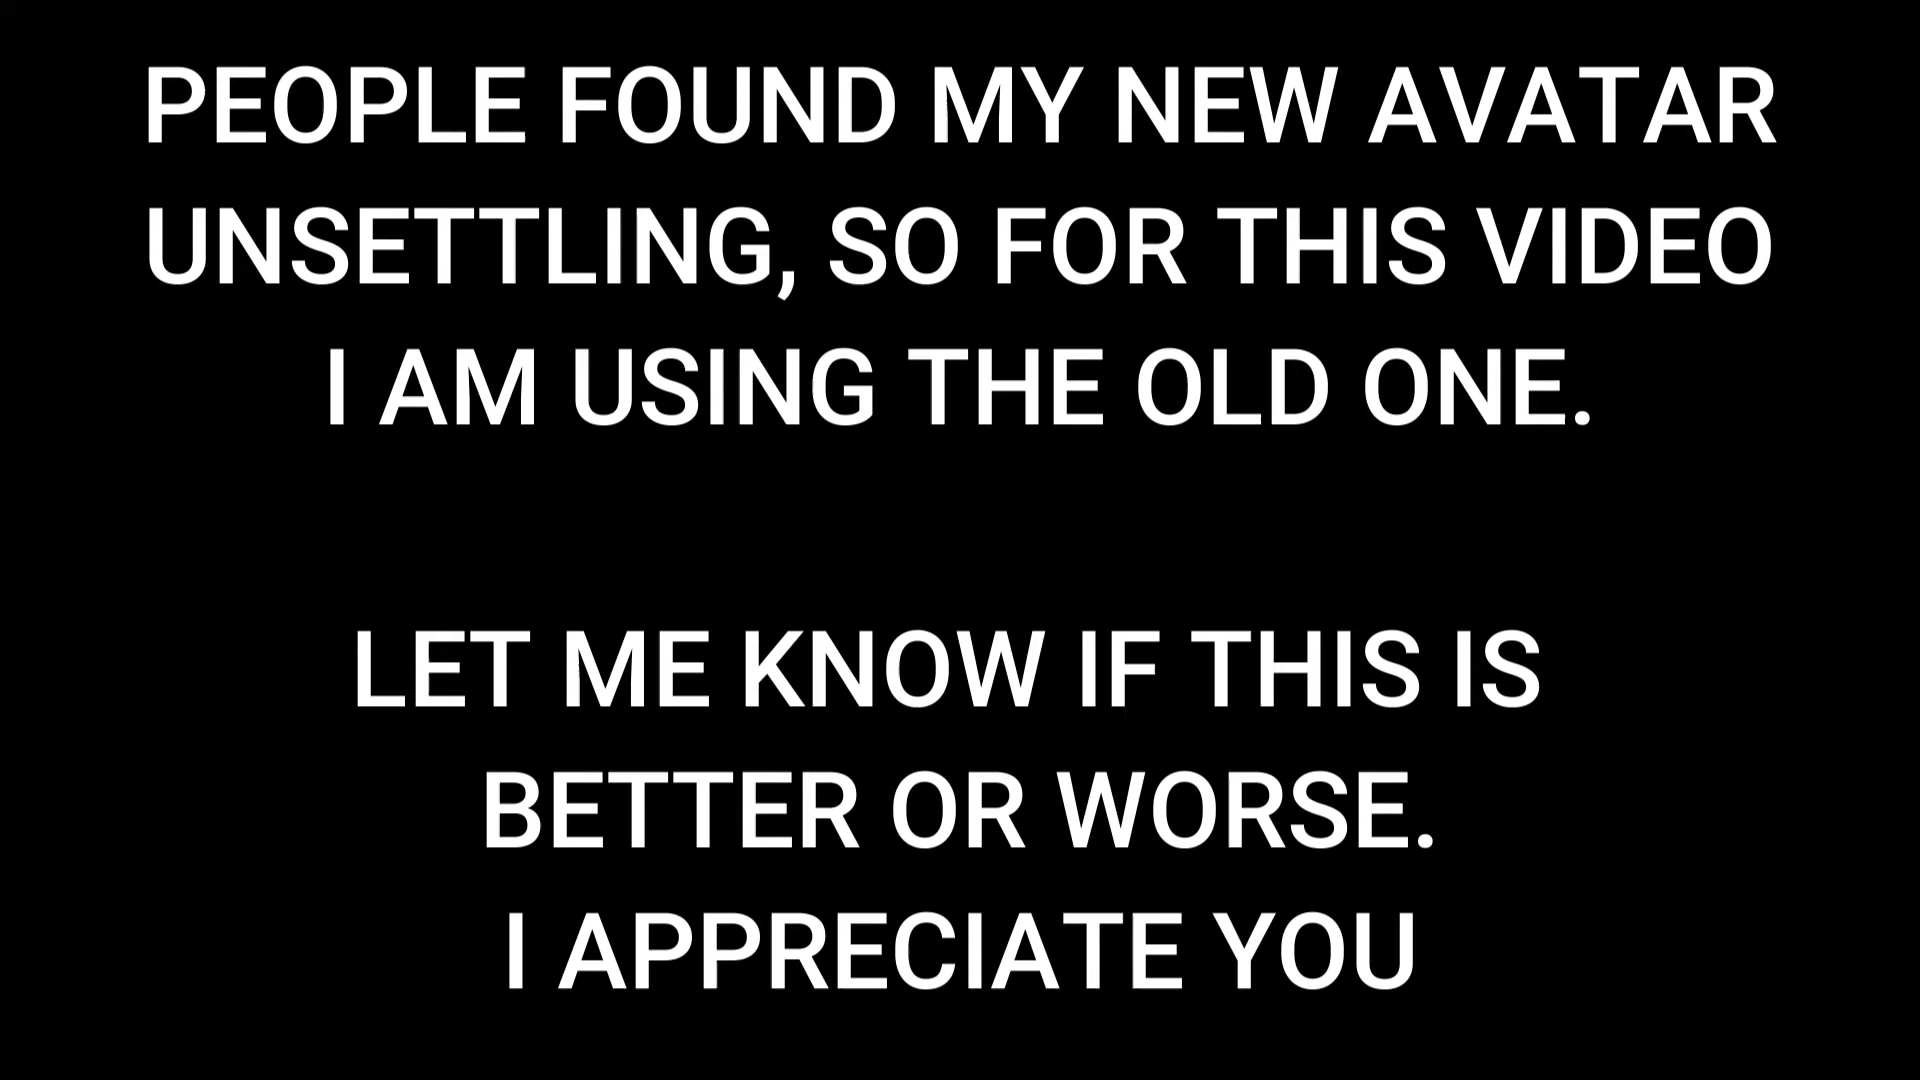 PEOPLE FOUND MY NEW AVATAR
UNSETTLING, SO FOR THIS VIDEO
I AM USING THE OLD ONE.
LET ME KNOW IF THIS IS
BETTER OR WORSE.
I APPRECIATE YOU